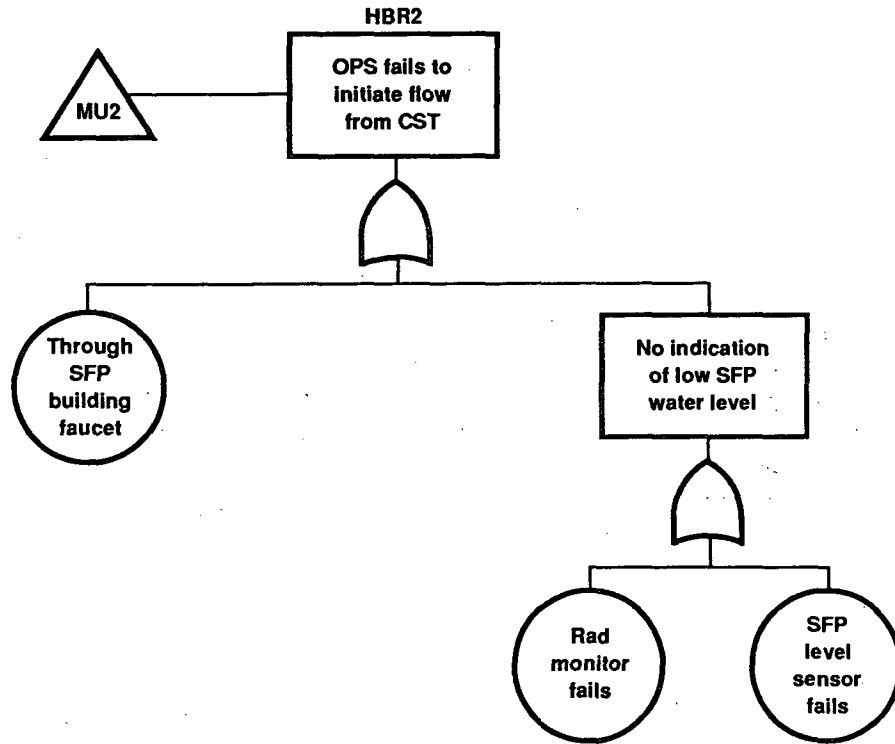 HBR2
OPS fails to
initiate flow
from CST
MU2
Through
SFP
building
faucet
No indication
of low SFP
water level
Rad
monitor
fails
SFP
level
sensor
fails